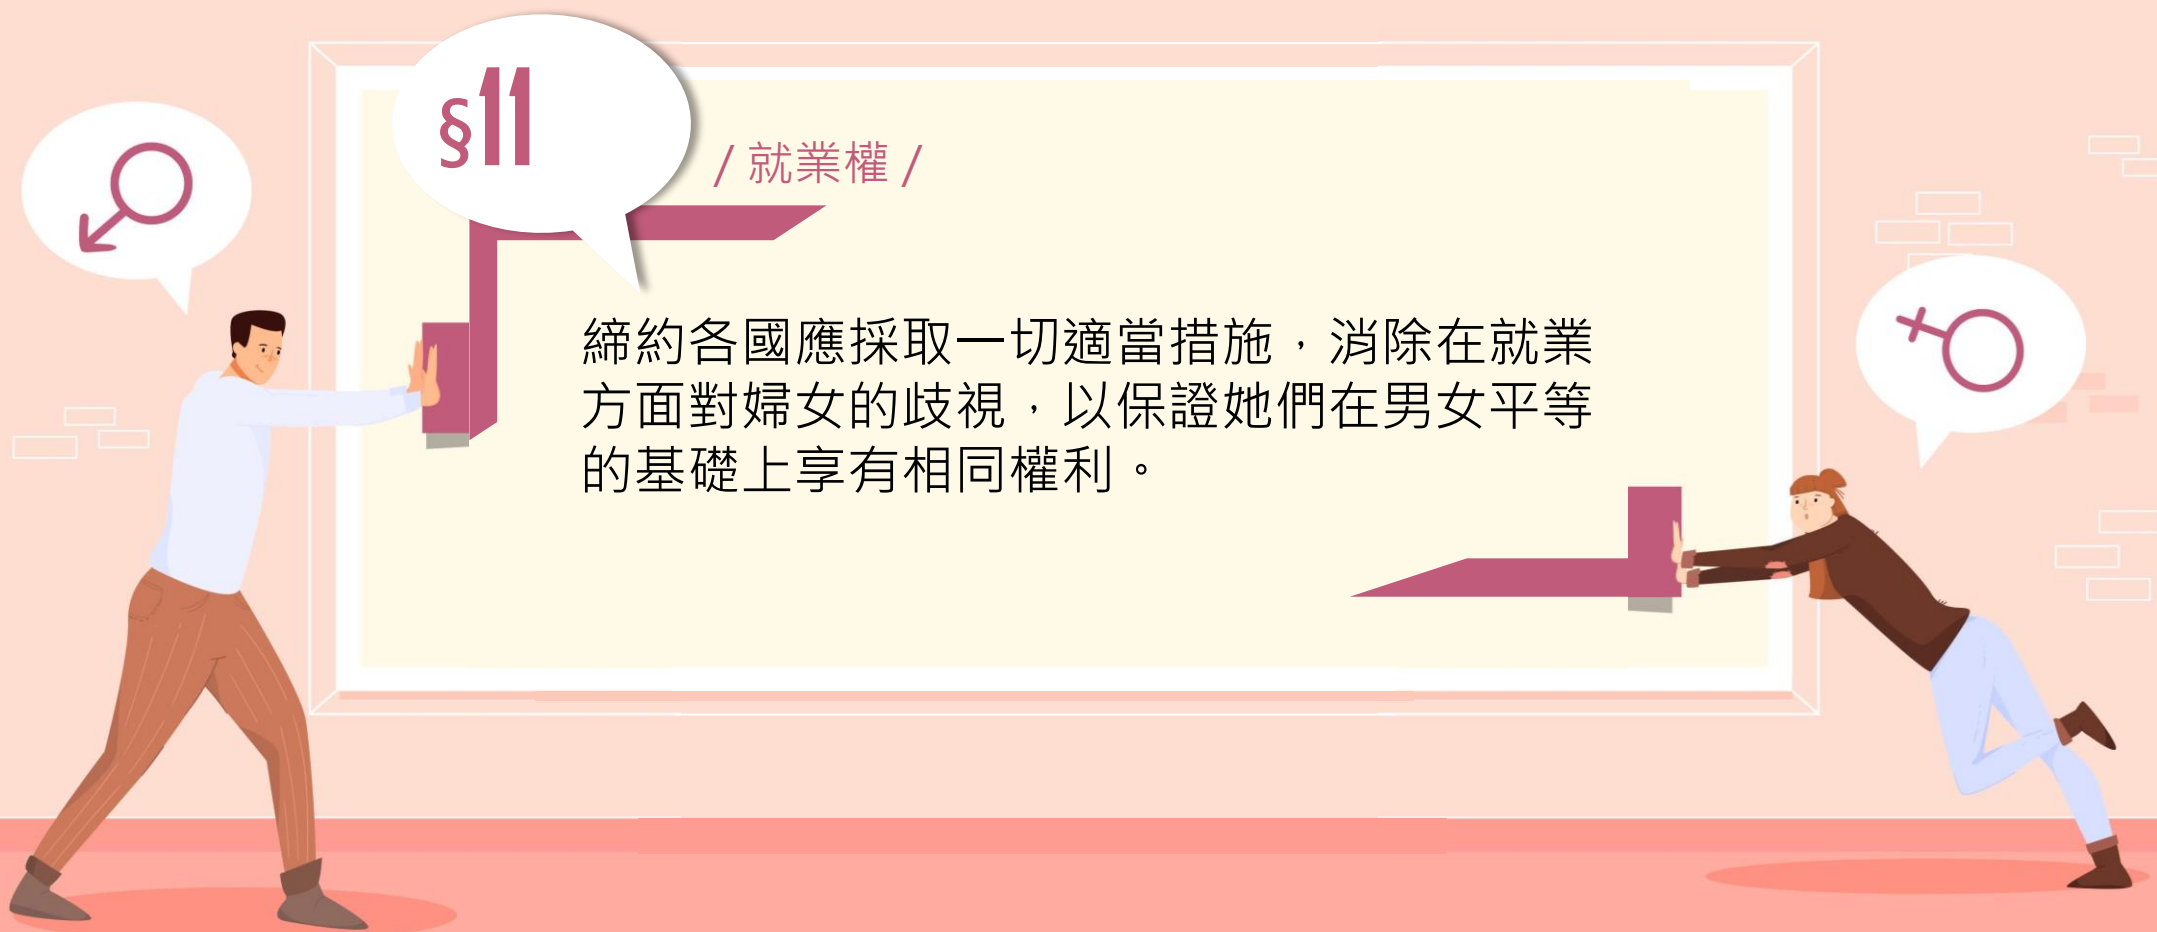 §11
/ 就業權 /
締約各國應採取一切適當措施，消除在就業
方面對婦女的歧視，以保證她們在男女平等
的基礎上享有相同權利。